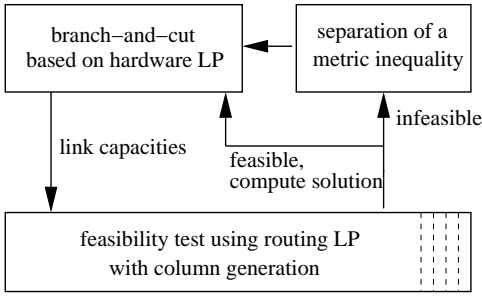 branch−and−cut
based on hardware LP
separation of a
metric inequality
infeasible
link capacities
feasible,
compute solution
feasibility test using routing LP
with column generation